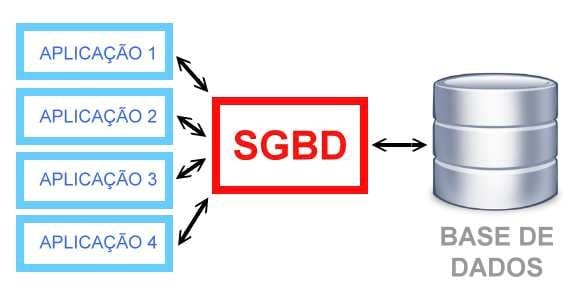 APLICAÇÃO 1
APLICAÇÃO 2
APLICAÇÃO 3
APLICAÇÃO 4
SGBD
BASE DE
DADOS